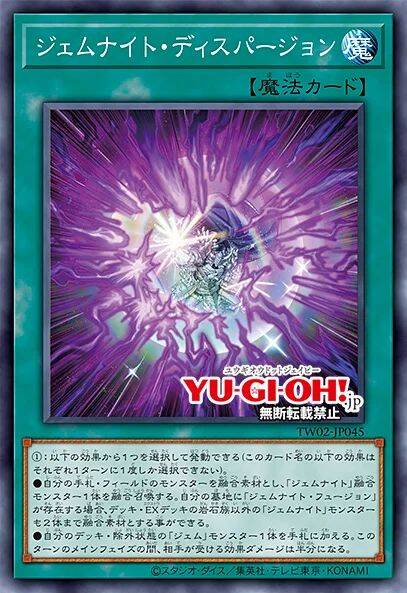 ジェムナイト・ディスパージョン
魔
【魔法カード】
ユウギオウドットジェイピー
YU-GI-OH!.jp
無断転載禁止
TW02-JP045
①：以下の効果から１つを選択して発動できる(このカード名の以下の効果は
それぞれ１ターンに１度しか選択できない)。
●自分の手札・フィールドのモンスターを融合素材とし、「ジェムナイト」融合
モンスター１体を融合召喚する。自分の墓地に「ジェムナイト・フュージョン」
が存在する場合、デッキ・EXデッキの岩石族以外の「ジェムナイト」モンスター
も２体まで融合素材とする事ができる。
●自分のデッキ・除外状態の「ジェム」モンスター１体を手札に加える。この
ターンのメインフェイズの間、相手が受ける効果ダメージは半分になる。
©スタジオ・ダイス／集英社・テレビ東京・KONAMI